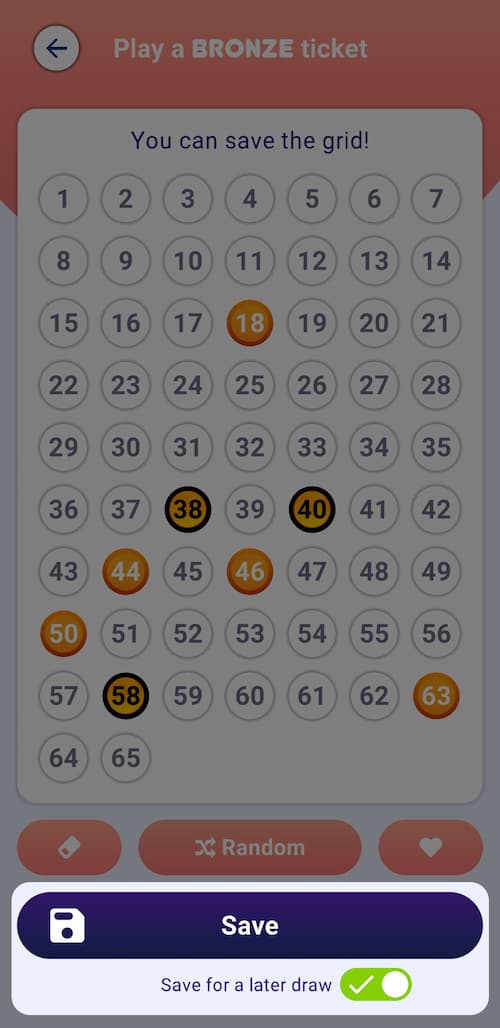 Play a BRONZE ticket
You can save the grid!
1 2 3 4 5 6 7
8 9 10 11 12 13 14
15 16 17 18 19 20 21
22 23 24 25 26 27 28
29 30 31 32 33 34 35
36 37 38 39 40 41 42
43 44 45 46 47 48 49
50 51 52 53 54 55 56
57 58 59 60 61 62 63
64 65
Random
Save
Save for a later draw